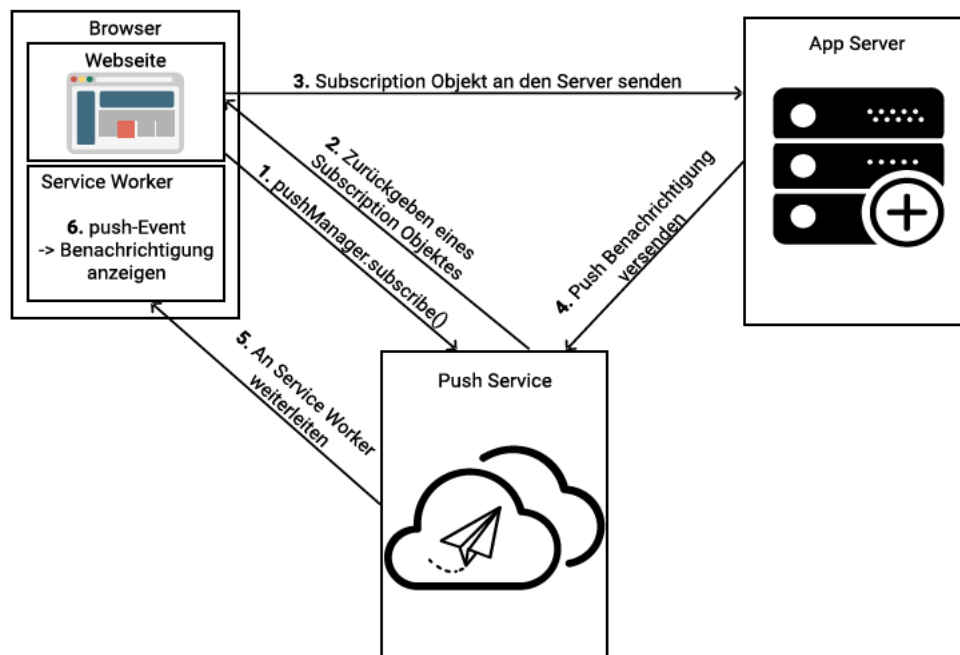 Browser
Webseite
App Server
3. Subscription Objekt an den Server senden
2. Zurückgeben eines
Subscription Objektes
1. pushManager.subscribe()
Service Worker
6. push-Event
-> Benachrichtigung
anzeigen
4. Push Benachrichtigung
versenden
5. An Service Worker
weiterleiten
Push Service